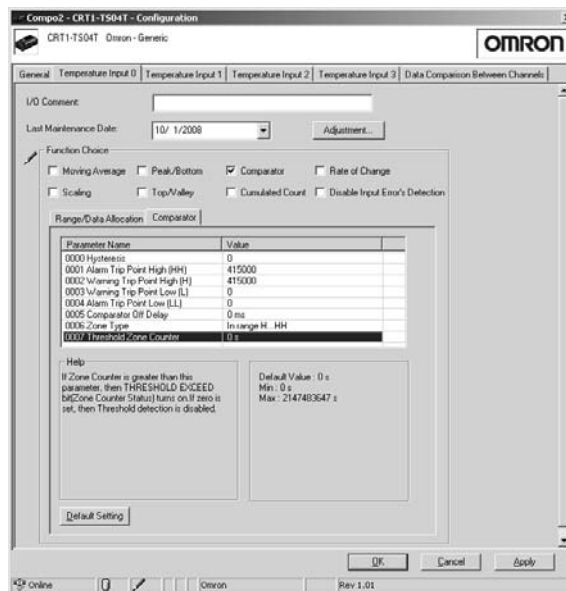 Compo2 - CRT1-TS04T - Configuration
CRT1-TS04T Omron - Generic
OMRON
General Temperature Input 0 Temperature Input 1 Temperature Input 2 Temperature Input 3 Data Comparison Between Channels
I/O Comment:
Last Maintenance Date: 10/ 1/2008 Adjustment...
Function Choice
Moving Average Peak/Bottom Comparator Rate of Change
Scaling Top/Valley Cumulated Count Disable Input Error's Detection
Range/Data Allocation Comparator
Parameter Name Value
0000 Hysteresis 0
0001 Alarm Trip Point High (HH) 415000
0002 Warning Trip Point High (H) 415000
0003 Warning Trip Point Low (L) 0
0004 Alarm Trip Point Low (LL) 0
0005 Comparator Off Delay 0 ms
0006 Zone Type In range H...HH
0007 Threshold Zone Counter 0 s
Help
If Zone Counter is greater than this
parameter, then THRESHOLD EXCEED
bit(Zone Counter Status) turns on.If zero is
set, then Threshold detection is disabled.
Default Value : 0 s
Min : 0 s
Max : 2147483647 s
Default Setting
OK Cancel Apply
Online Omron Rev 1.01